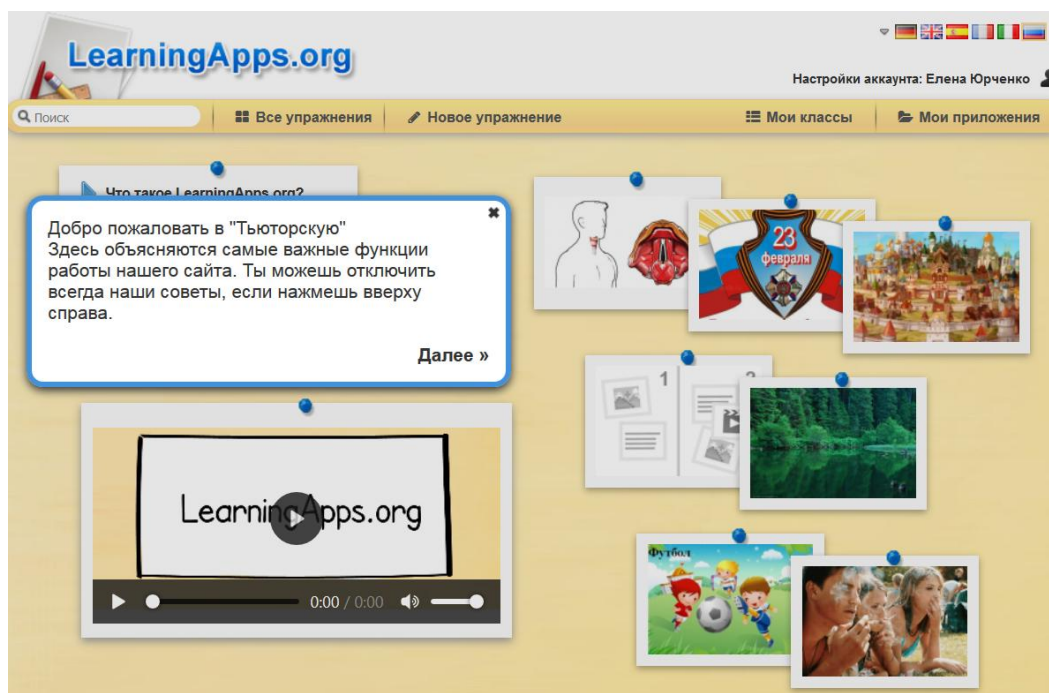 LearningApps.org
Настройки аккаунта: Елена Юрченко
Поиск
Все упражнения
Новое упражнение
Мои классы
Мои приложения
Что такое LearningApps.org?
Добро пожаловать в "Тьюторскую"
Здесь объясняются самые важные функции
работы нашего сайта. Ты можешь отключить
всегда наши советы, если нажмешь вверху
справа.
Далее »
23
февраля
1
2
LearningApps.org
0:00 / 0:00
Футбол